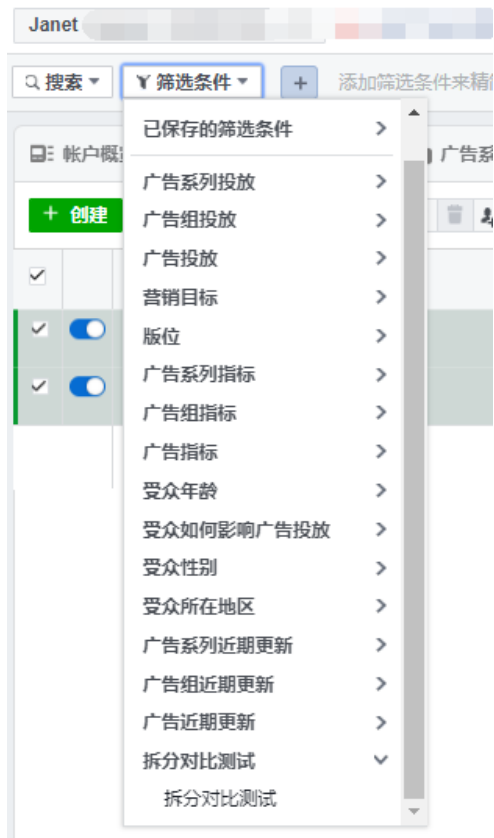 Janet
搜索 筛选条件 + 添加筛选条件来精
帐户概 广告系
+ 创建
已保存的筛选条件
广告系列投放
广告组投放
广告投放
营销目标
版位
广告系列指标
广告组指标
广告指标
受众年龄
受众如何影响广告投放
受众性别
受众所在地区
广告系列近期更新
广告组近期更新
广告近期更新
拆分对比测试
拆分对比测试